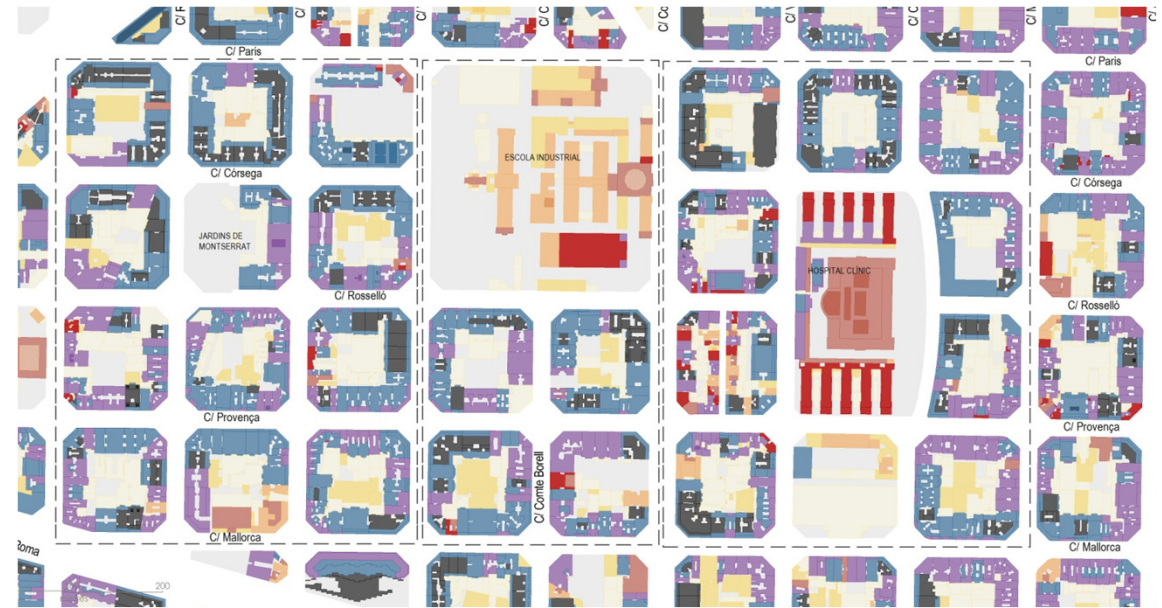 C/ Paris
C/ Paris
ESCOLA INDUSTRIAL
C/ Còrsega
C/ Còrsega
JARDINS DE
MONTSERRAT
HOSPITAL CLÍNIC
C/ Rosselló
C/ Rosselló
C/ Provença
C/ Provença
C/ Comte Borell
C/ Mallorca
C/ Mallorca
Roma
200